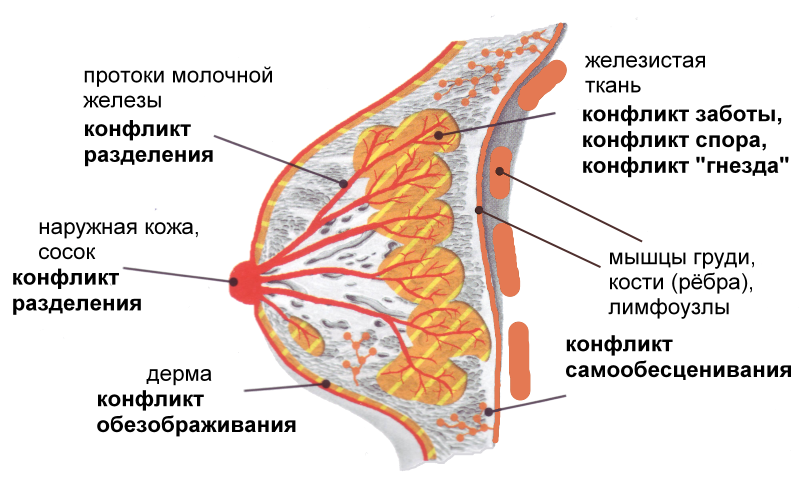 протоки молочной
железы
конфликт
разделения
железистая
ткань
конфликт заботы,
конфликт спора,
конфликт "гнезда"
наружная кожа,
сосок
конфликт
разделения
мышцы груди,
кости (рёбра),
лимфоузлы
конфликт
самообесценивания
дерма
конфликт
обезображивания